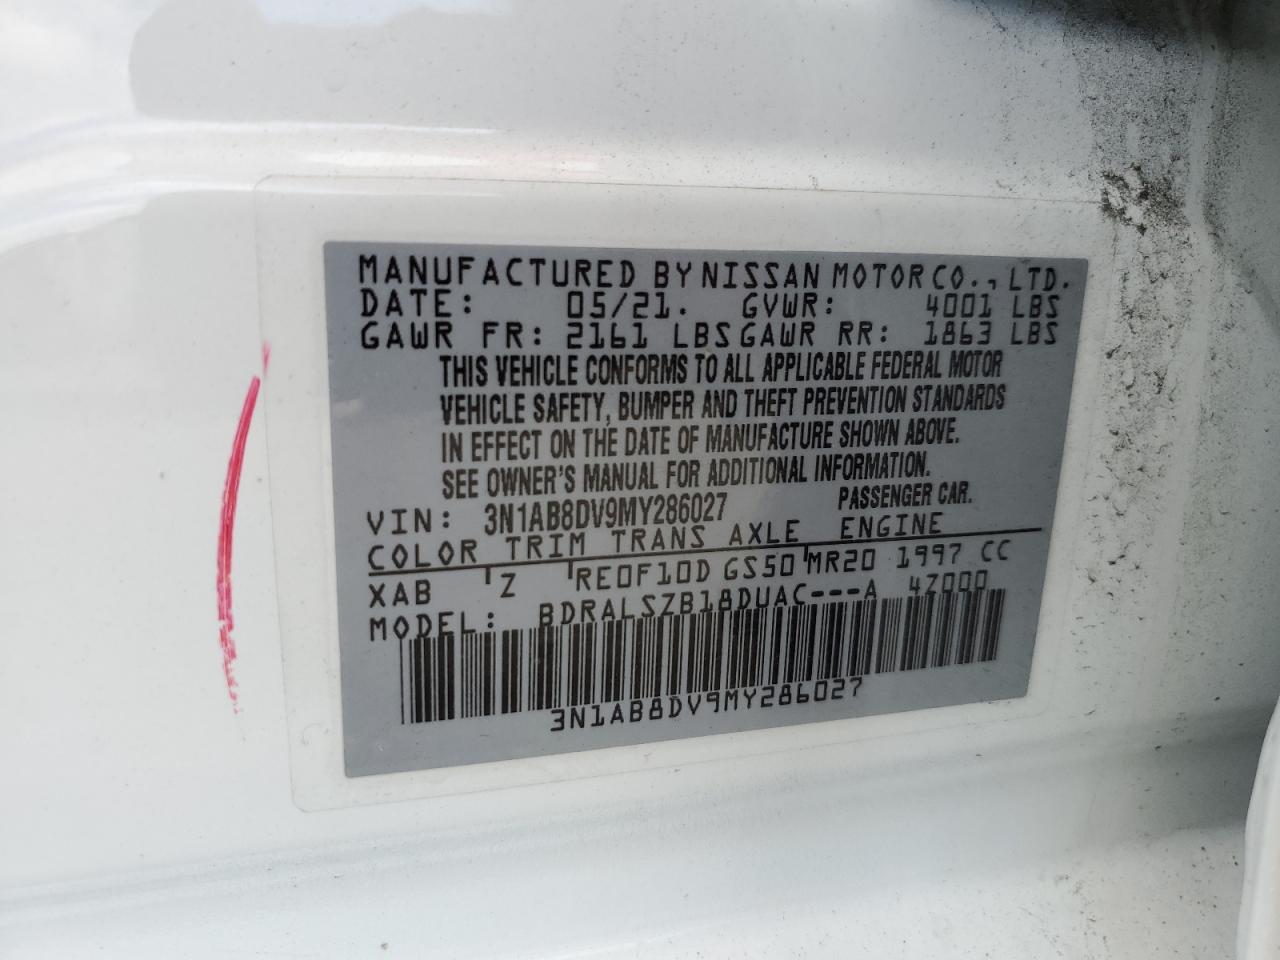 MANUFACTURED BY NISSAN MOTOR CO., LTD.
DATE: 05/21. GVWR: 4001 LBS
GAWR FR: 2161 LBS GAWR RR: 1863 LBS
THIS VEHICLE CONFORMS TO ALL APPLICABLE FEDERAL MOTOR
VEHICLE SAFETY, BUMPER AND THEFT PREVENTION STANDARDS
IN EFFECT ON THE DATE OF MANUFACTURE SHOWN ABOVE.
SEE OWNER'S MANUAL FOR ADDITIONAL INFORMATION.
VIN: 3N1AB8DV9MY286027 PASSENGER CAR.
COLOR TRIM TRANS AXLE ENGINE
XAB Z RE0F10D GS50 MR20 1997 CC
MODEL: BDRALSZB18DUAC---A 4Z000
3N1AB8DV9MY286027